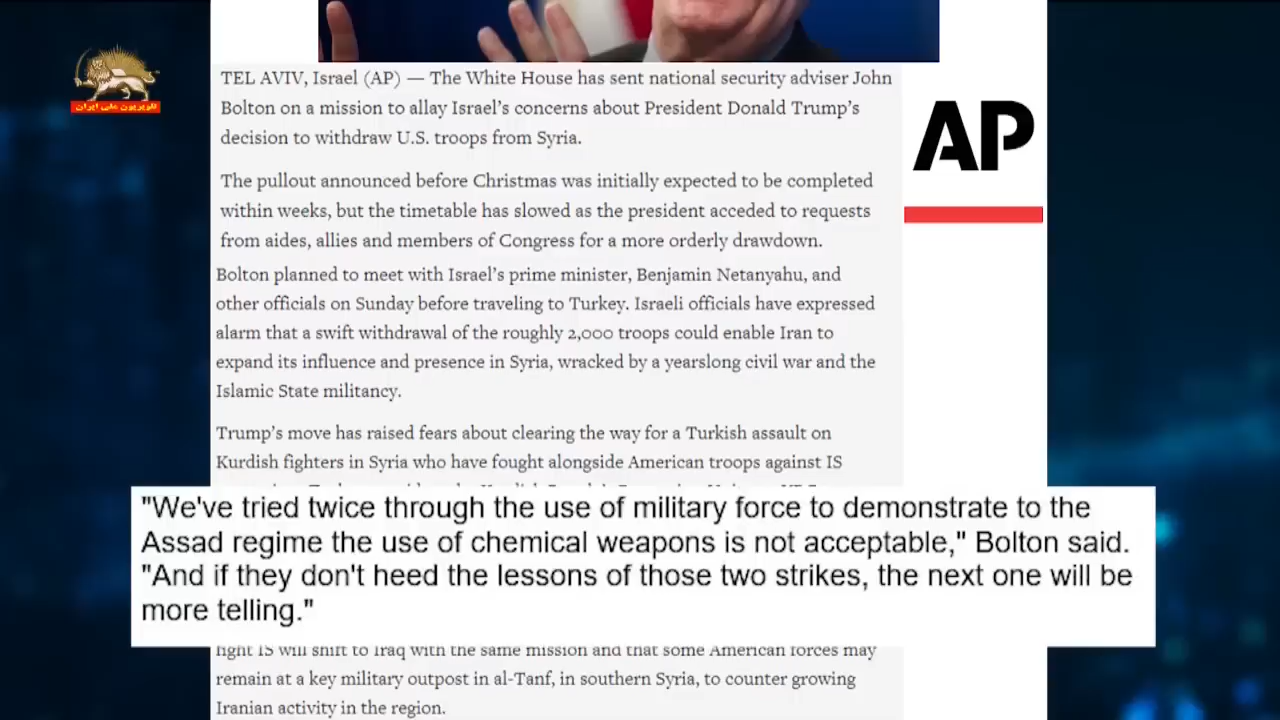 تلویزیون ملی ایران
TEL AVIV, Israel (AP) — The White House has sent national security adviser John
Bolton on a mission to allay Israel’s concerns about President Donald Trump’s
decision to withdraw U.S. troops from Syria.
AP
The pullout announced before Christmas was initially expected to be completed
within weeks, but the timetable has slowed as the president acceded to requests
from aides, allies and members of Congress for a more orderly drawdown.
Bolton planned to meet with Israel’s prime minister, Benjamin Netanyahu, and
other officials on Sunday before traveling to Turkey. Israeli officials have expressed
alarm that a swift withdrawal of the roughly 2,000 troops could enable Iran to
expand its influence and presence in Syria, wracked by a yearslong civil war and the
Islamic State militancy.
Trump’s move has raised fears about clearing the way for a Turkish assault on
Kurdish fighters in Syria who have fought alongside American troops against IS
"We've tried twice through the use of military force to demonstrate to the
Assad regime the use of chemical weapons is not acceptable," Bolton said.
"And if they don't heed the lessons of those two strikes, the next one will be
more telling."
fight IS will shift to Iraq with the same mission and that some American forces may
remain at a key military outpost in al-Tanf, in southern Syria, to counter growing
Iranian activity in the region.